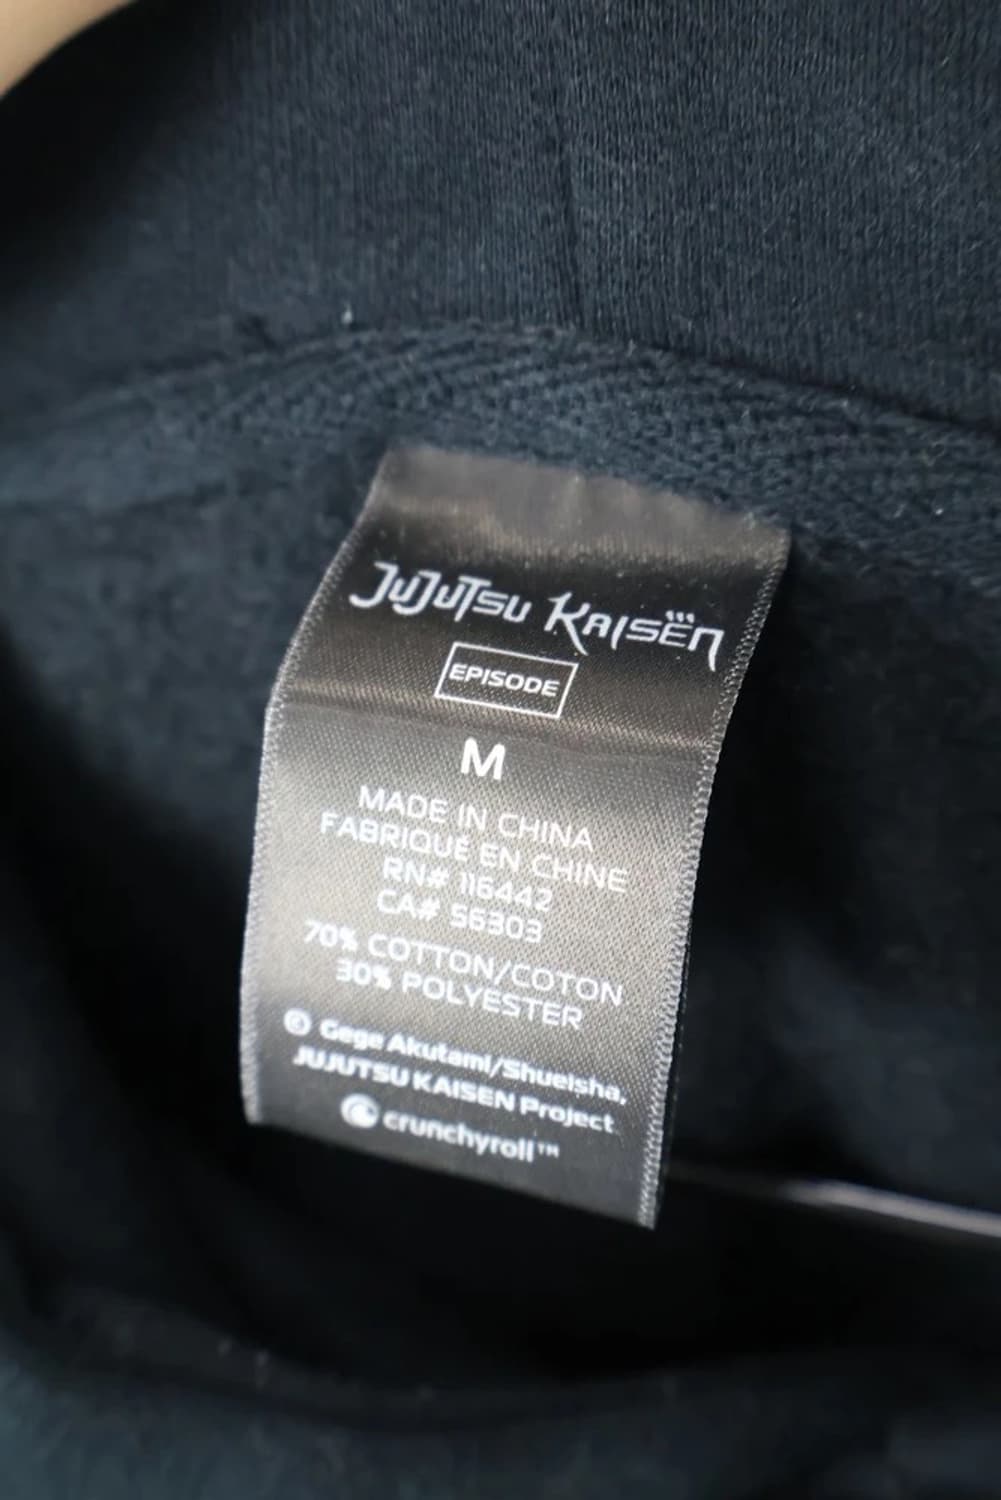 JUJUTSU KAISEN
EPISODE
M
MADE IN CHINA
FABRIQUÉ EN CHINE
RN# 116442
CA# 56303
70% COTTON/COTON
30% POLYESTER
© Gege Akutami/Shueisha,
JUJUTSU KAISEN Project
crunchyroll™